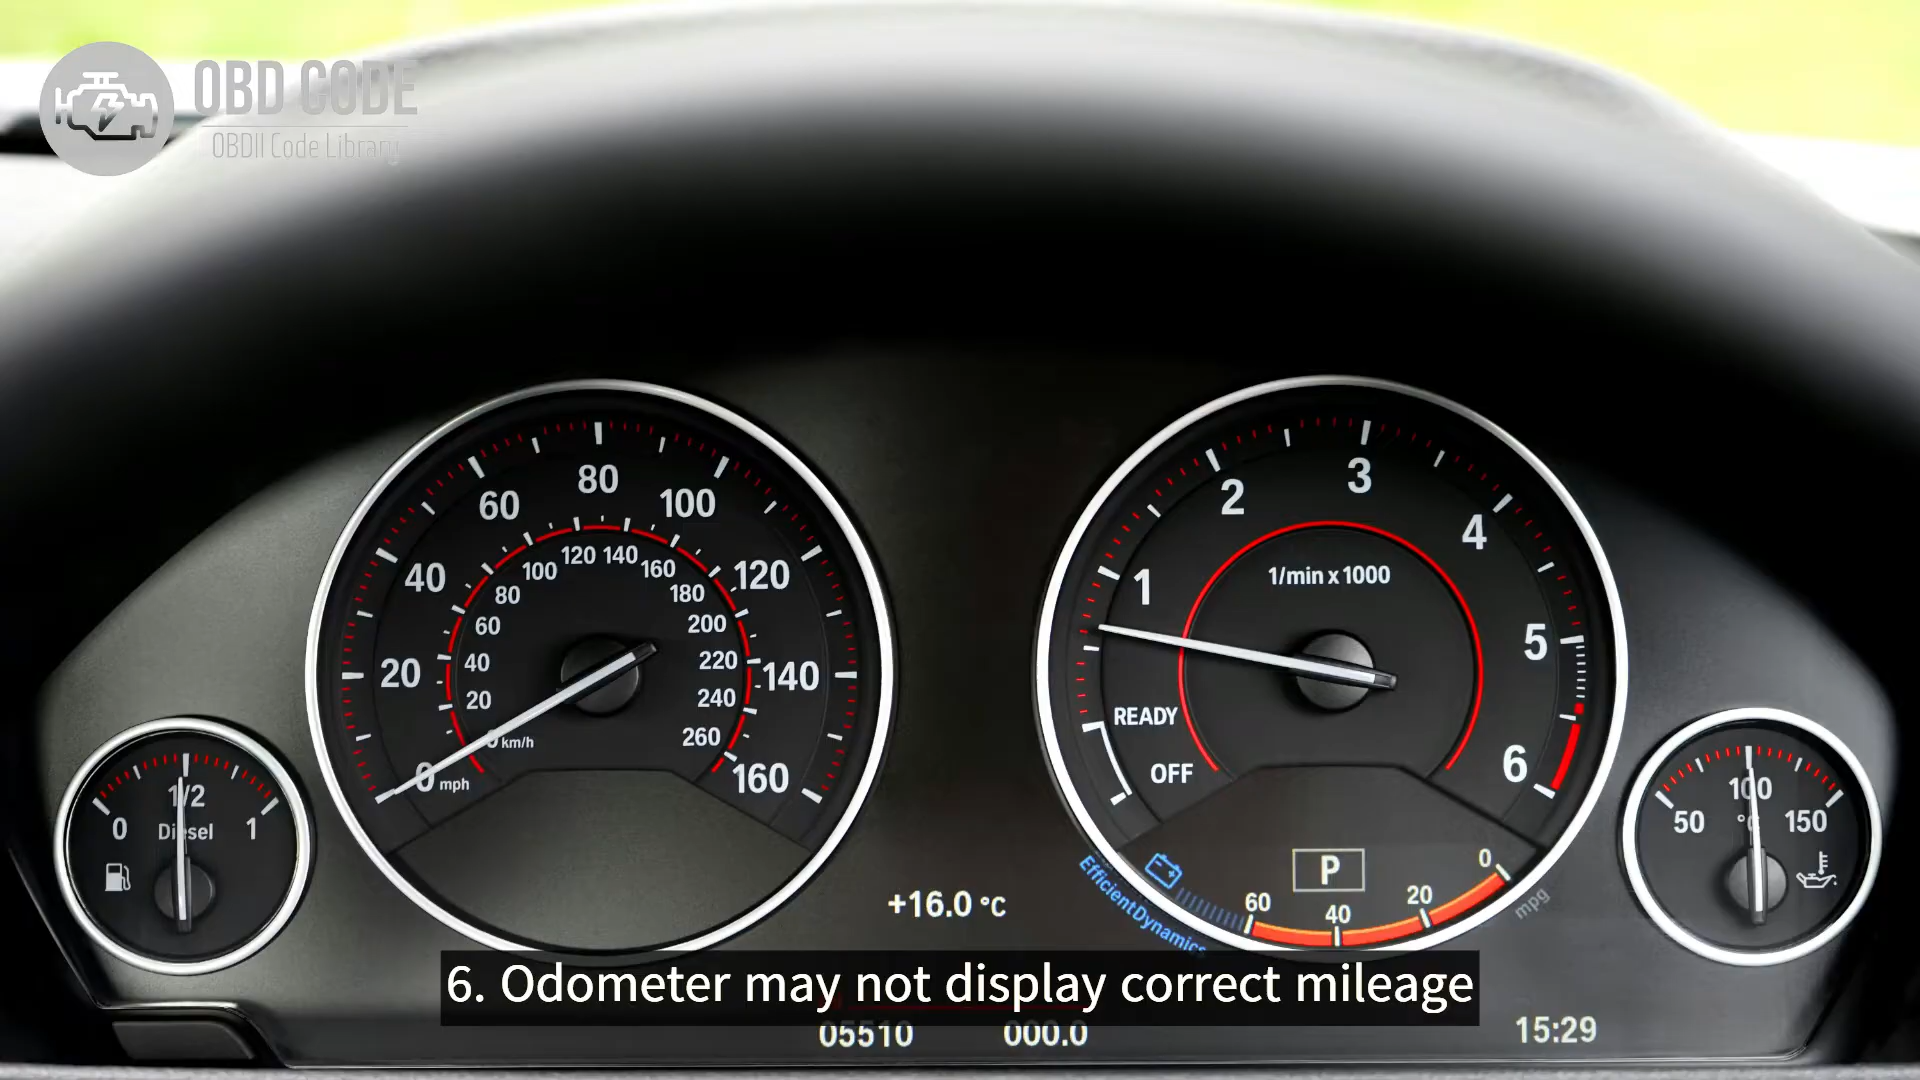 OBD CODE
OBDII Code Library
80
60
100
40
120
20
140
0 mph
160
120
140
100
160
80
180
60
200
40
220
20
240
0 km/h
260
3
2
4
1
5
6
1/min x 1000
READY
OFF
1/2
0
Diesel
1
100
50
°C
150
P
0
20
40
60
mpg
EfficientDynamics
+16.0 °C
6. Odometer may not display correct mileage
05510
000.0
15:29